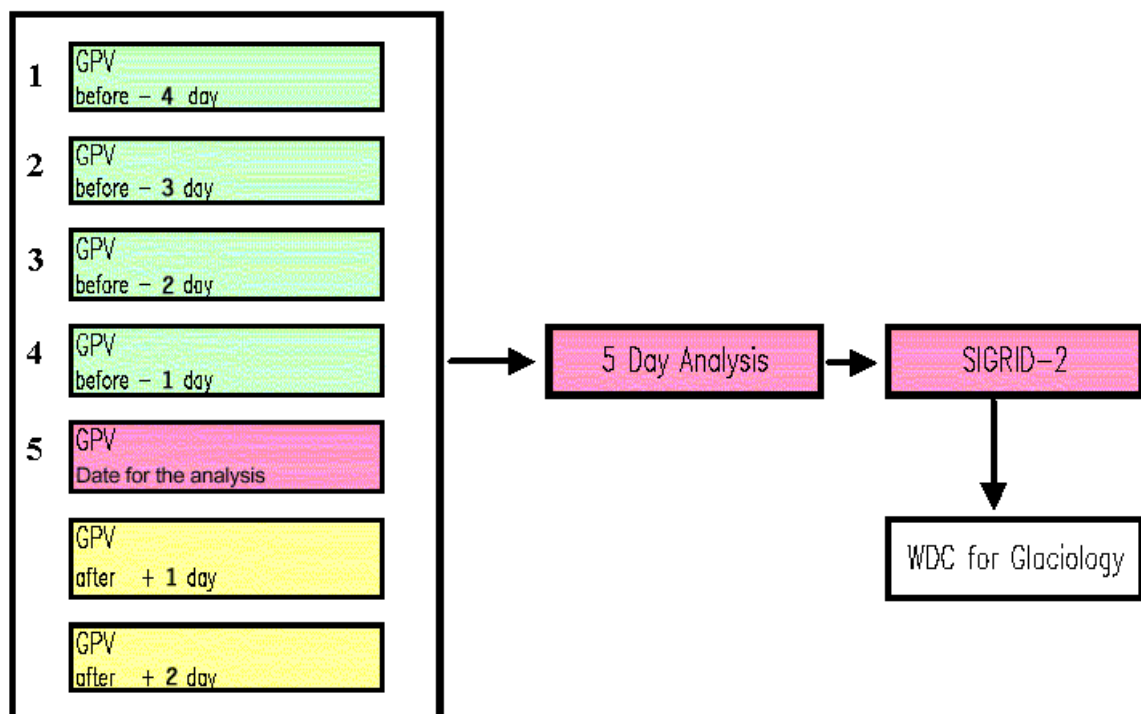 1
GPV
before - 4 day
2
GPV
before - 3 day
3
GPV
before - 2 day
4
GPV
before - 1 day
5
GPV
Date for the analysis
GPV
after + 1 day
GPV
after + 2 day
5 Day Analysis
SIGRID-2
WDC for Glaciology